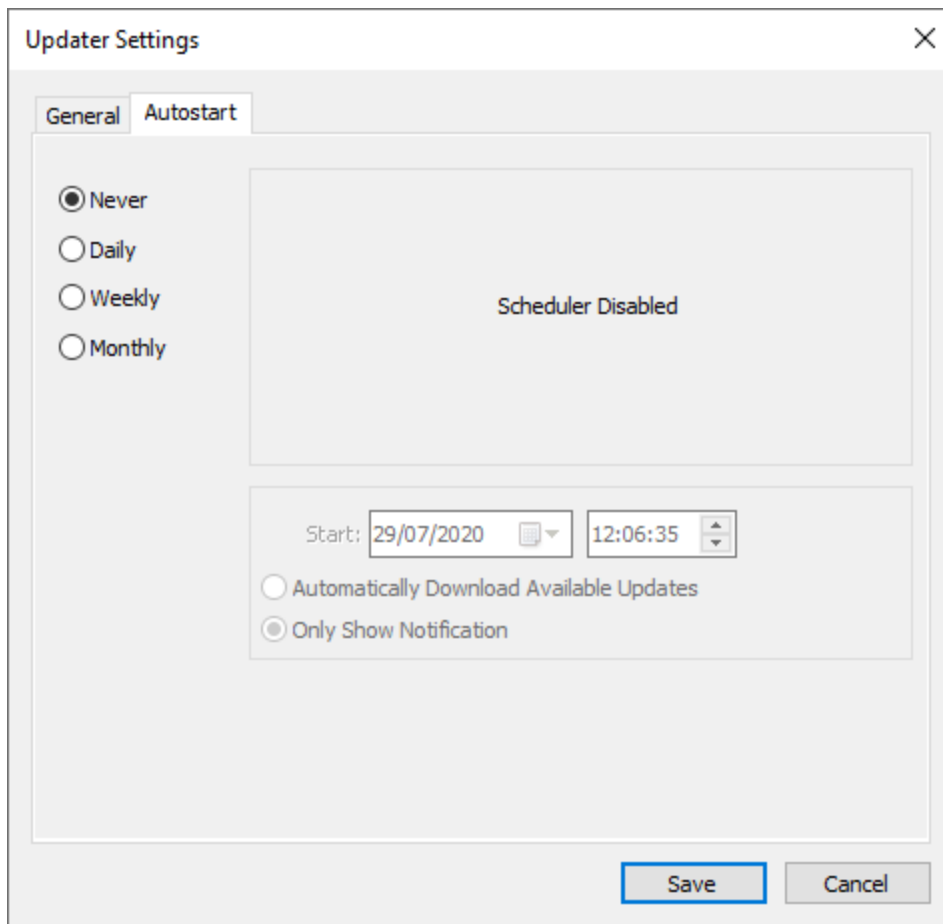 Updater Settings
General Autostart
Never
Daily
Weekly
Monthly
Scheduler Disabled
Start: 29/07/2020 12:06:35
Automatically Download Available Updates
Only Show Notification
Save Cancel